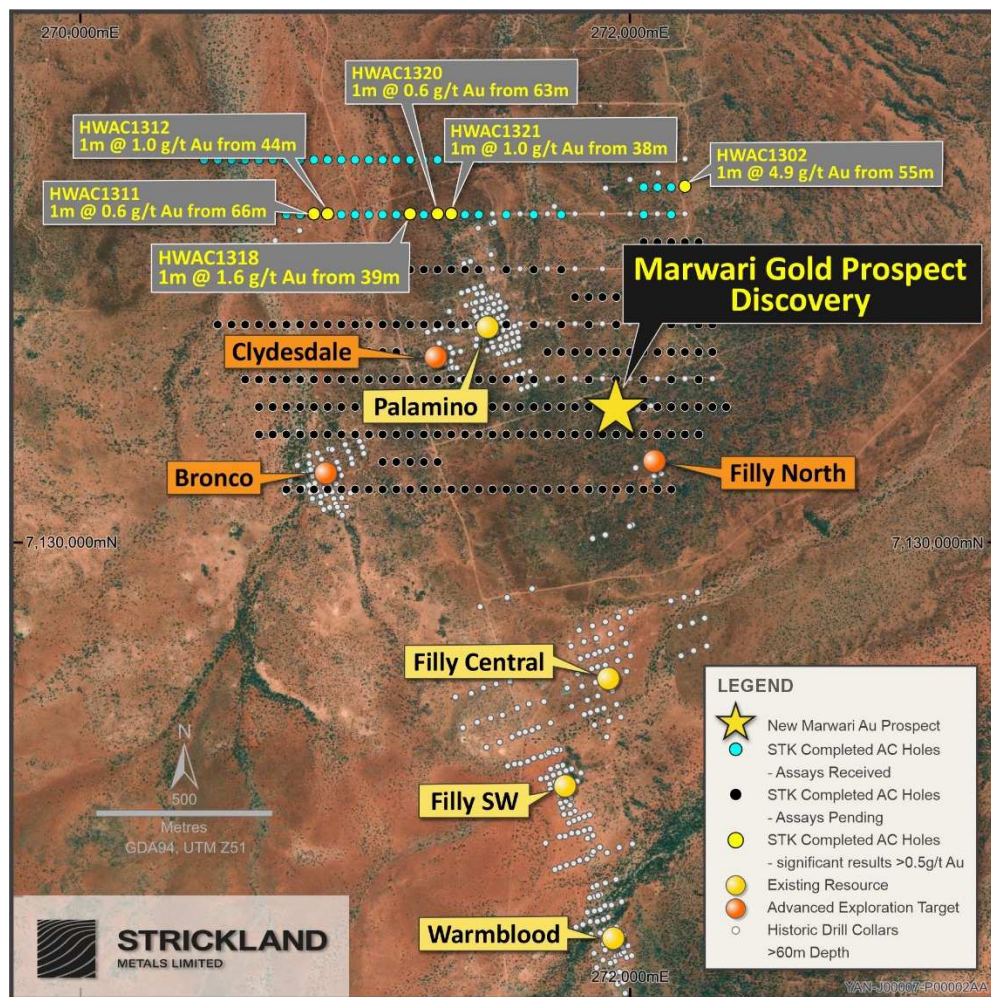 270,000mE
272,000mE
HWAC1320
1m @ 0.6 g/t Au from 63m
HWAC1312
1m @ 1.0 g/t Au from 44m
HWAC1321
1m @ 1.0 g/t Au from 38m
HWAC1302
1m @ 4.9 g/t Au from 55m
HWAC1311
1m @ 0.6 g/t Au from 66m
HWAC1318
1m @ 1.6 g/t Au from 39m
Marwari Gold Prospect
Discovery
Clydesdale
Palamino
Bronco
Filly North
7,130,000mN
7,130,000mN
Filly Central
Filly SW
Warmblood
N
500
Metres
GDA94, UTM Z51
STRICKLAND
METALS LIMITED
272,000mE
LEGEND
New Marwari Au Prospect
STK Completed AC Holes
- Assays Received
STK Completed AC Holes
- Assays Pending
STK Completed AC Holes
- significant results >0.5g/t Au
Existing Resource
Advanced Exploration Target
Historic Drill Collars
>60m Depth
YAN-J00007-P00002AA